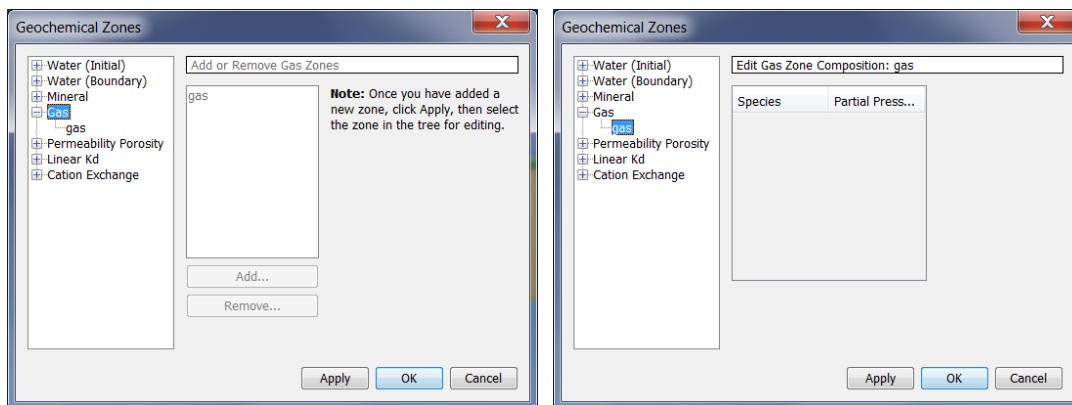 Geochemical Zones
Water (Initial)
Water (Boundary)
Mineral
Gas
gas
Permeability Porosity
Linear Kd
Cation Exchange
Add or Remove Gas Zones
gas
Note: Once you have added a
new zone, click Apply, then select
the zone in the tree for editing.
Add...
Remove...
Apply
OK
Cancel
Geochemical Zones
Water (Initial)
Water (Boundary)
Mineral
Gas
gas
Permeability Porosity
Linear Kd
Cation Exchange
Edit Gas Zone Composition: gas
Species Partial Press...
Apply
OK
Cancel